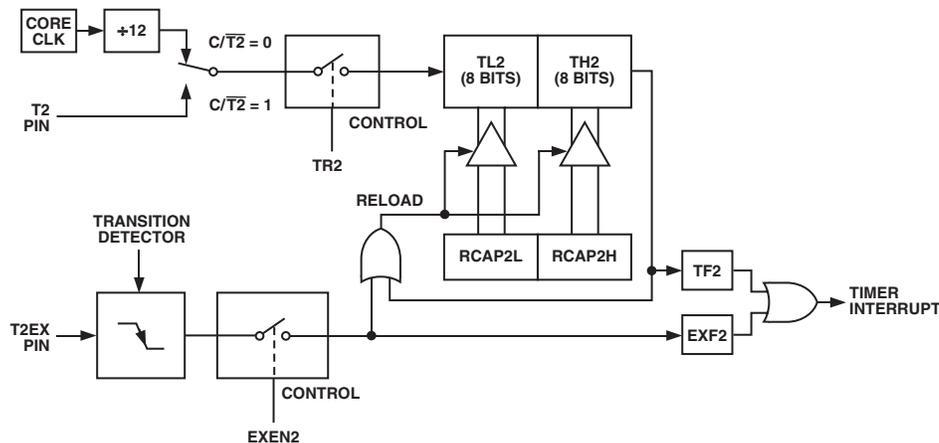 CORE
CLK
÷12
C/T2̅ = 0
TL2
(8 BITS)
TH2
(8 BITS)
T2
PIN
C/T2̅ = 1
CONTROL
TR2
RELOAD
TRANSITION
DETECTOR
RCAP2L
RCAP2H
TF2
TIMER
INTERRUPT
T2EX
PIN
EXF2
CONTROL
EXEN2